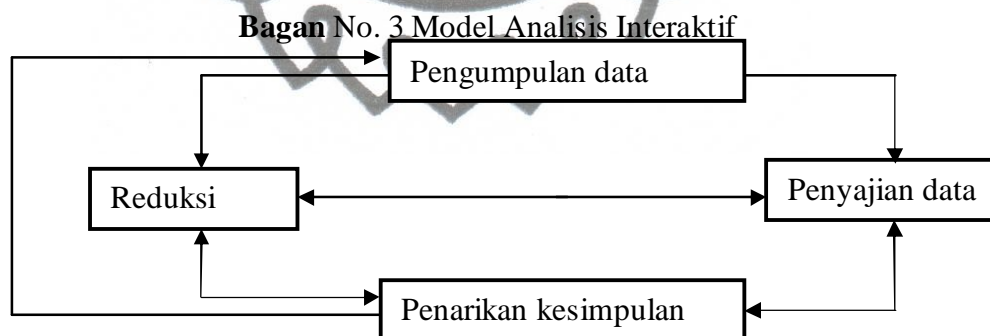 Bagan No. 3 Model Analisis Interaktif
Pengumpulan data
Reduksi
Penyajian data
Penarikan kesimpulan